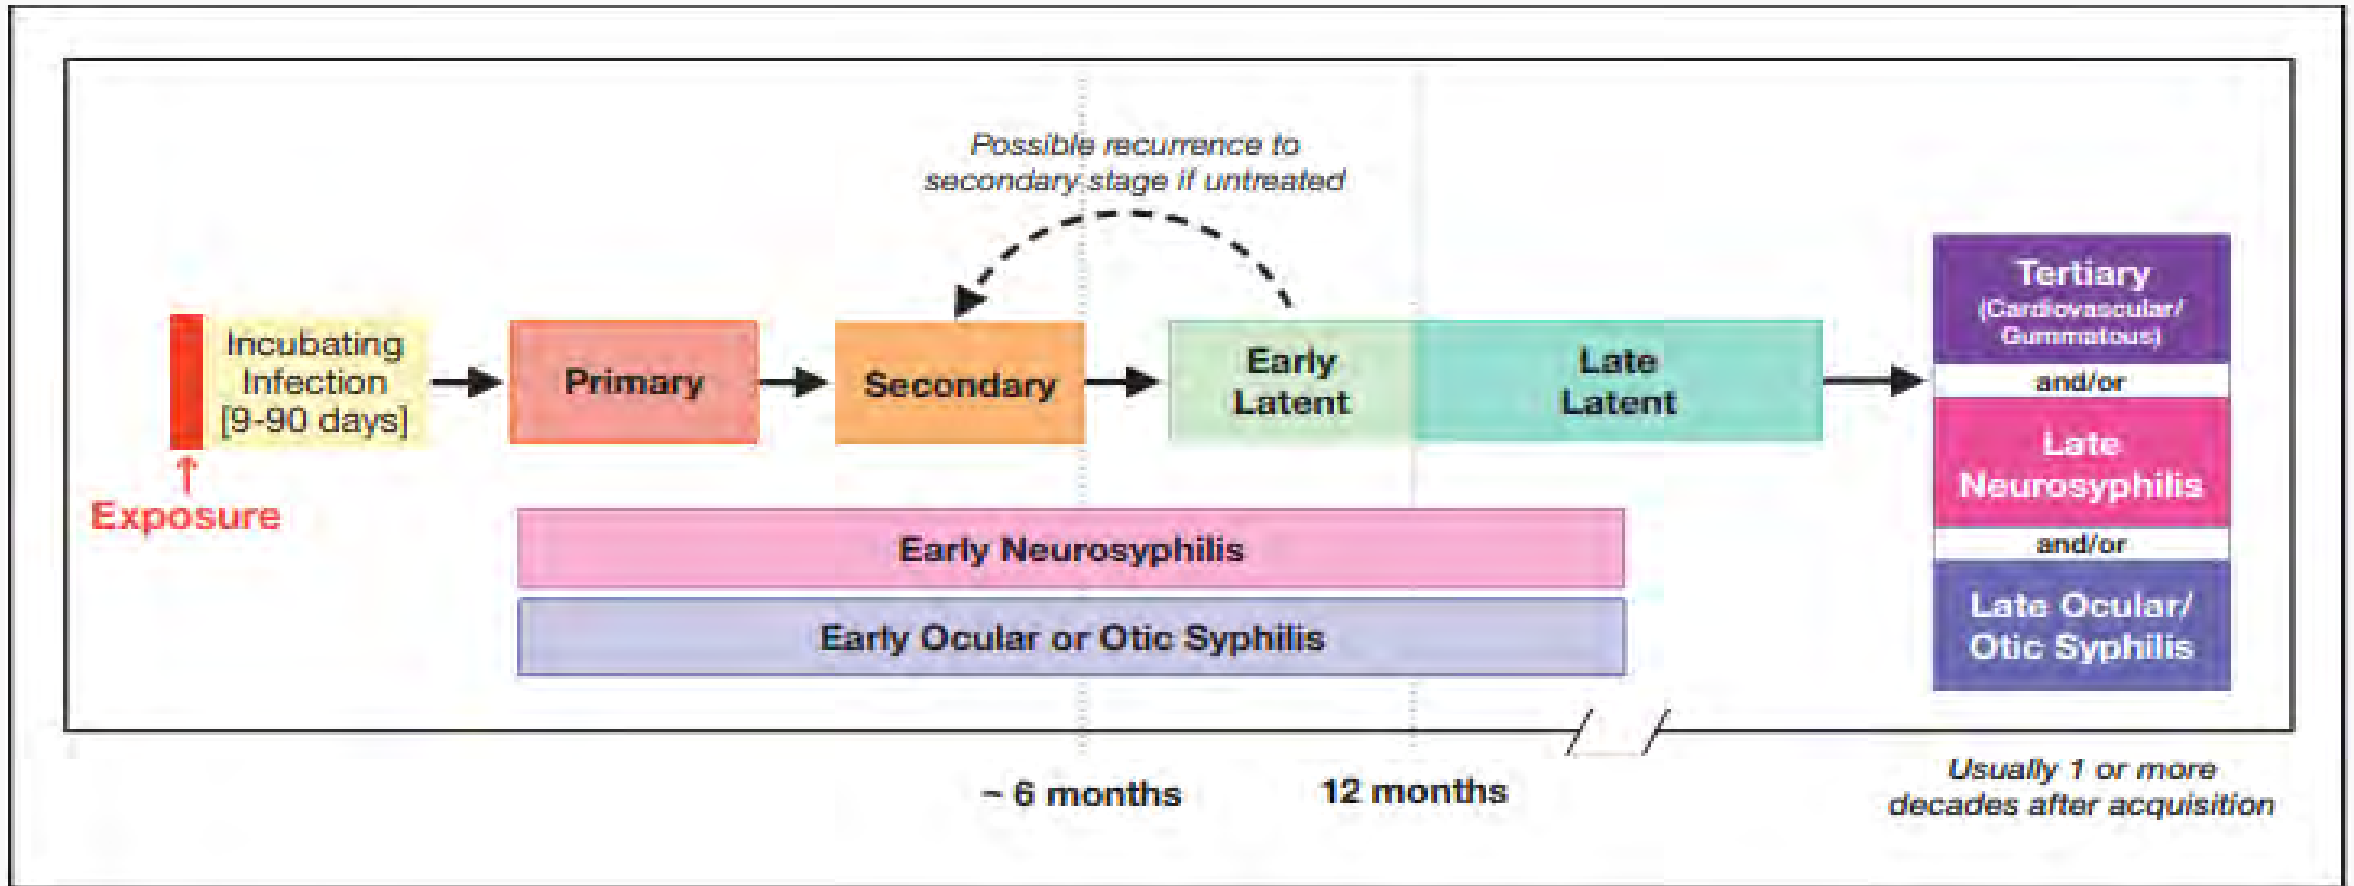 Possible recurrence to
secondary stage if untreated
Incubating
Infection
[9-90 days]
Exposure
Primary
Secondary
Early
Latent
Late
Latent
Tertiary
(Cardiovascular/
Gummatous)
and/or
Late
Neurosyphilis
and/or
Late Ocular/
Otic Syphilis
Early Neurosyphilis
Early Ocular or Otic Syphilis
~ 6 months
12 months
Usually 1 or more
decades after acquisition